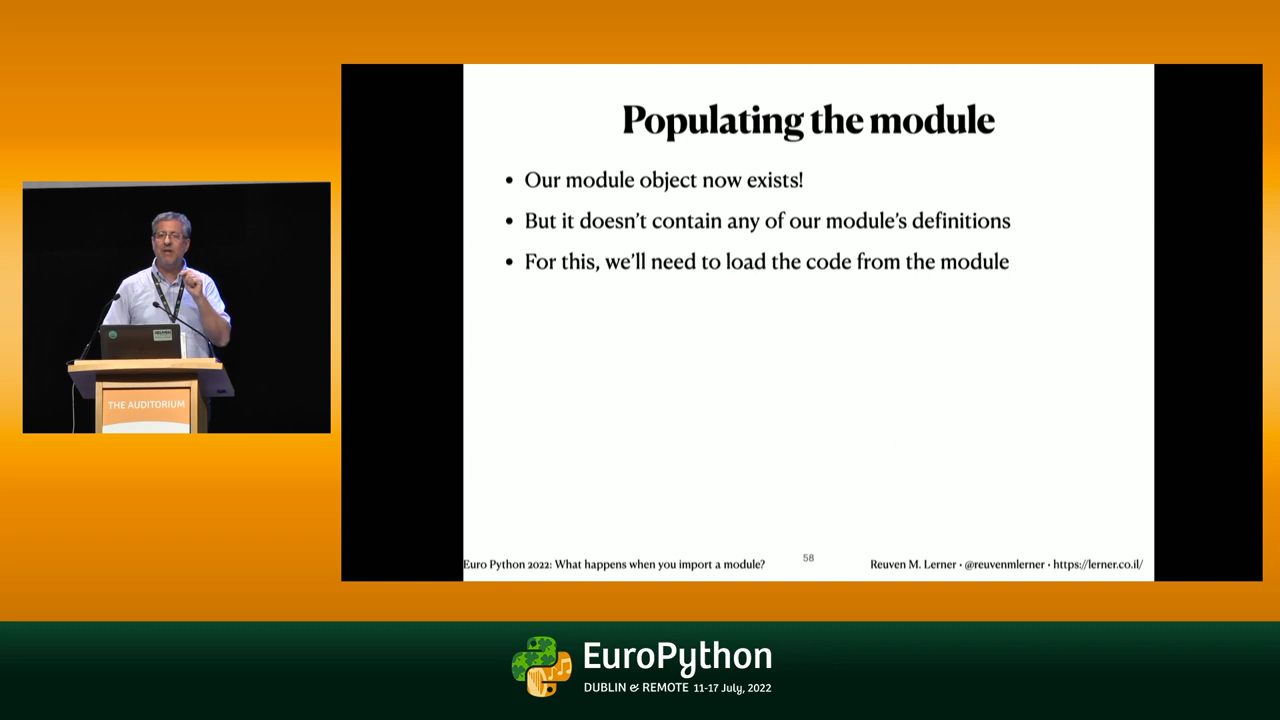 Populating the module
• Our module object now exists!
• But it doesn't contain any of our module's definitions
• For this, we'll need to load the code from the module
THE AUDITORIUM
Euro Python 2022: What happens when you import a module?
58
Reuven M. Lerner • @reuvenmlerner • https://lerner.co.il/
EuroPython
DUBLIN & REMOTE 11-17 July, 2022